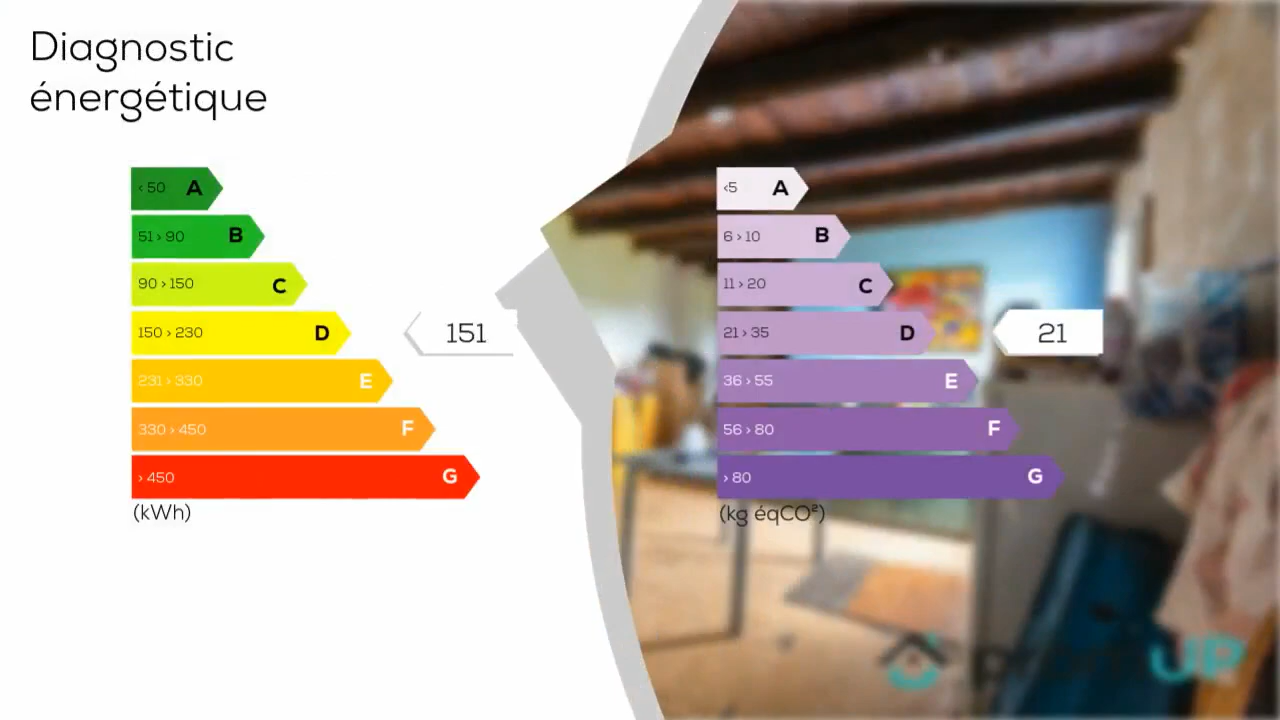 Diagnostic
énergétique
< 50 A
51 > 90 B
90 > 150 C
150 > 230 D
151
231 > 330 E
330 > 450 F
> 450 G
(kWh)
<5 A
6 > 10 B
11 > 20 C
21 > 35 D
21
36 > 55 E
56 > 80 F
> 80 G
(kg éqCO²)
UP